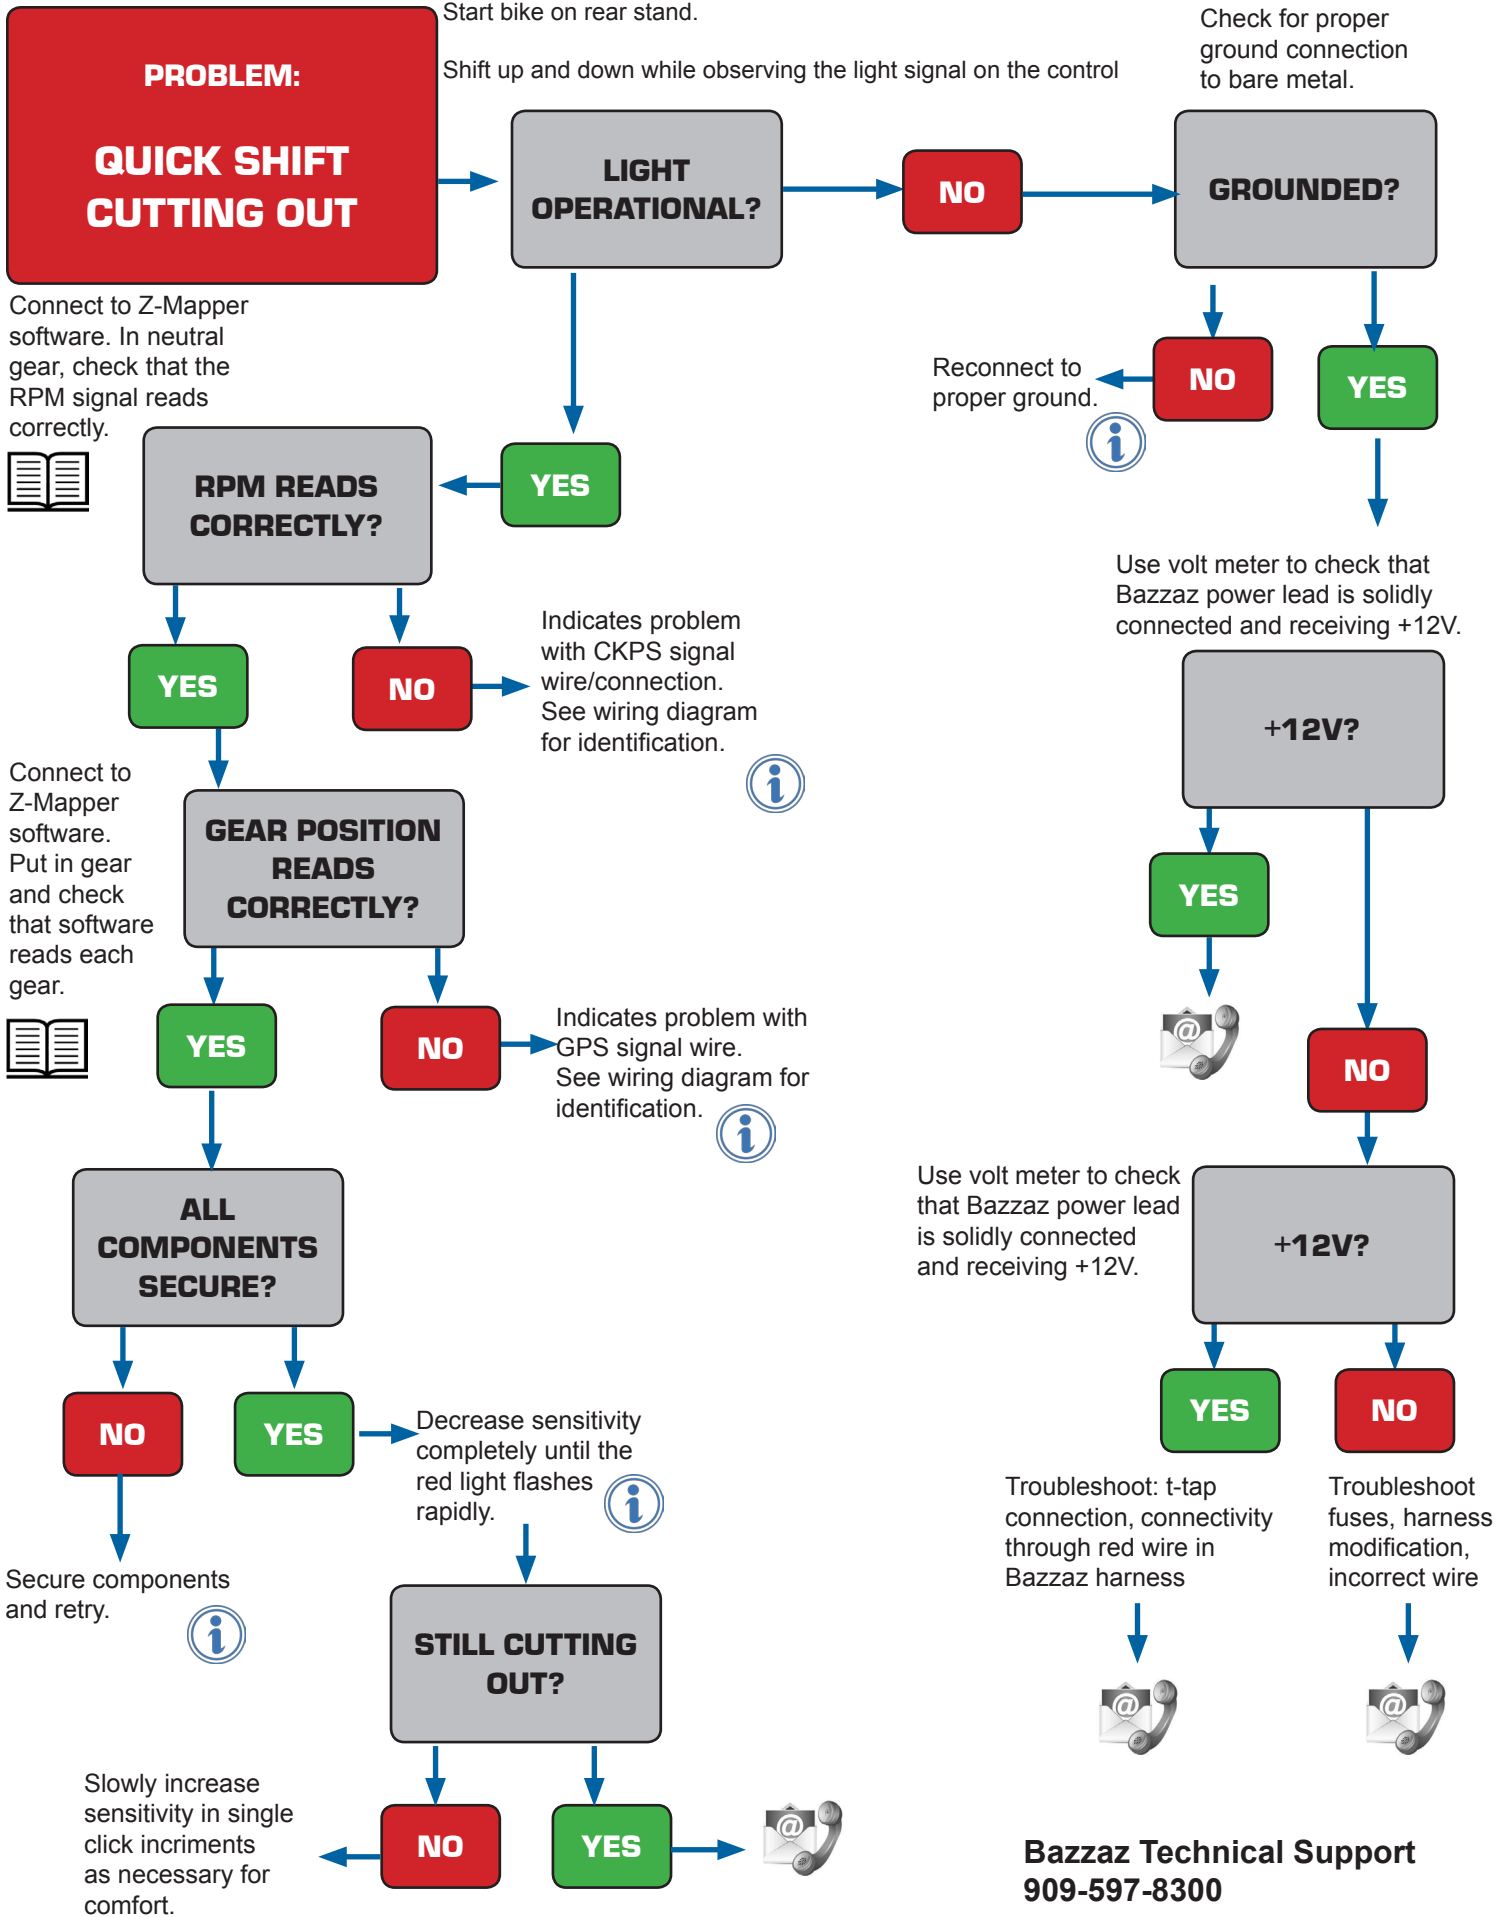 PROBLEM:
QUICK SHIFT
CUTTING OUT
Start bike on rear stand.
Shift up and down while observing the light signal on the control
Check for proper
ground connection
to bare metal.
LIGHT
OPERATIONAL?
NO
GROUNDED?
Connect to Z-Mapper
software. In neutral
gear, check that the
RPM signal reads
correctly.
Reconnect to
proper ground.
NO
YES
RPM READS
CORRECTLY?
YES
Use volt meter to check that
Bazzaz power lead is solidly
connected and receiving +12V.
YES
NO
Indicates problem
with CKPS signal
wire/connection.
See wiring diagram
for identification.
+12V?
Connect to
Z-Mapper
software.
Put in gear
and check
that software
reads each
gear.
GEAR POSITION
READS
CORRECTLY?
YES
YES
NO
Indicates problem with
GPS signal wire.
See wiring diagram for
identification.
@
NO
ALL
COMPONENTS
SECURE?
Use volt meter to check
that Bazzaz power lead
is solidly connected
and receiving +12V.
+12V?
NO
YES
Decrease sensitivity
completely until the
red light flashes
rapidly.
YES
NO
Troubleshoot: t-tap
connection, connectivity
through red wire in
Bazzaz harness
Troubleshoot
fuses, harness
modification,
incorrect wire
Secure components
and retry.
STILL CUTTING
OUT?
@
@
Slowly increase
sensitivity in single
click incriments
as necessary for
comfort.
NO
YES
@
Bazzaz Technical Support
909-597-8300